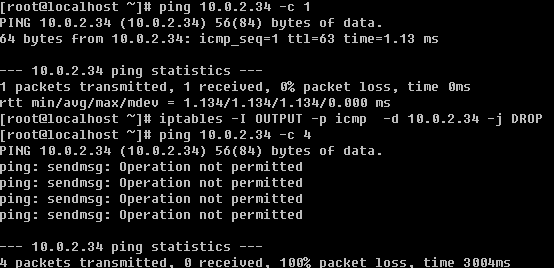 [root@localhost ~]# ping 10.0.2.34 -c 1
PING 10.0.2.34 (10.0.2.34) 56(84) bytes of data.
64 bytes from 10.0.2.34: icmp_seq=1 ttl=63 time=1.13 ms
--- 10.0.2.34 ping statistics ---
1 packets transmitted, 1 received, 0% packet loss, time 0ms
rtt min/avg/max/mdev = 1.134/1.134/1.134/0.000 ms
[root@localhost ~]# iptables -I OUTPUT -p icmp  -d 10.0.2.34 -j DROP
[root@localhost ~]# ping 10.0.2.34 -c 4
PING 10.0.2.34 (10.0.2.34) 56(84) bytes of data.
ping: sendmsg: Operation not permitted
ping: sendmsg: Operation not permitted
ping: sendmsg: Operation not permitted
ping: sendmsg: Operation not permitted
--- 10.0.2.34 ping statistics ---
4 packets transmitted, 0 received, 100% packet loss, time 3004ms